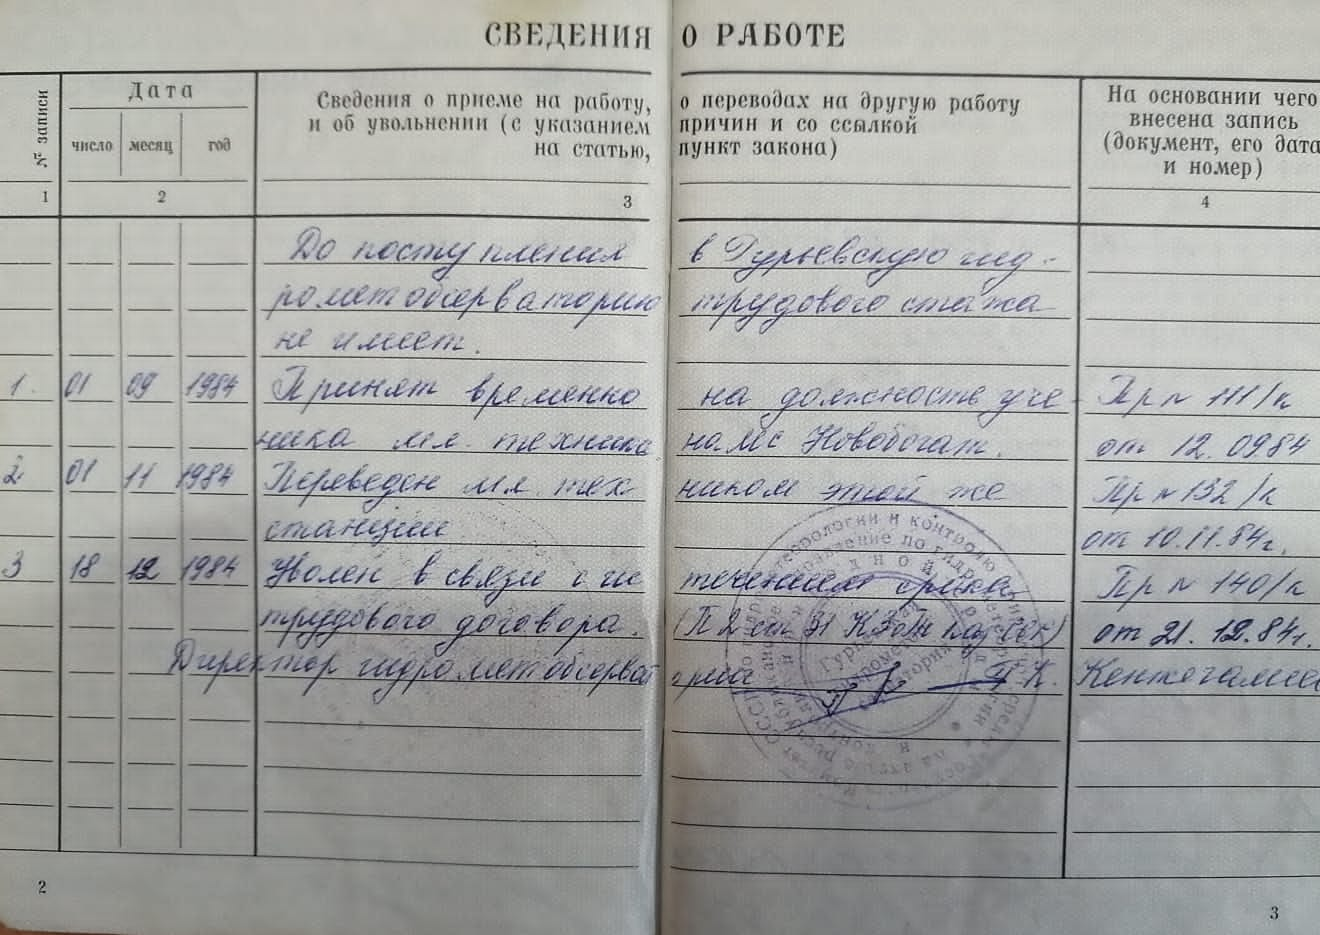 СВЕДЕНИЯ О РАБОТЕ
№ записи
Дата
число месяц год
Сведения о приеме на работу, о переводах на другую работу
и об увольнении (с указанием причин и со ссылкой
на статью, пункт закона)
На основании чего
внесена запись
(документ, его дата
и номер)
1 2 3 4
До поступления в Гурьевскую гид-
рометобсерваторию трудового стажа
не имеет.
1. 01 09 1984 Принят временно на должность уче- Пр № 111/к
ника мл. техника на МС Новобогат. от 12.09.84
2. 01 11 1984 Переведен мл. тех ником этой же Пр № 132/к
станции от 10.11.84г.
3 18 12 1984 Уволен в связи с ис течением срока Пр № 140/к
трудового договора. (П 2 ст 31 КЗоТ Каз ССР) от 21.12.84г.
Директор гидрометобсерватории
2
3